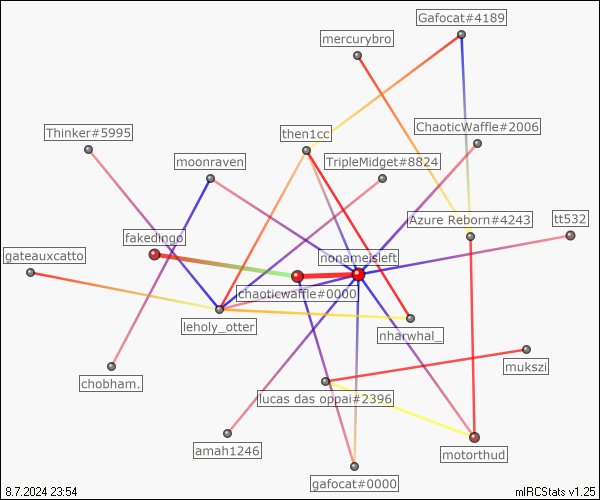 Gafocat#4189
mercurybro
Thinker#5995
then1cc
ChaoticWaffle#2006
moonraven
TripleMidget#8824
Azure Reborn#4243
tt532
fakedingo
nonameisleft
gateauxcatto
chaoticwaffle#0000
leholy_otter
nharwhal_
mukszi
chobham.
lucas das oppai#2396
amah1246
motorthud
gafocat#0000
8.7.2024 23:54
mIRCStats v1.25